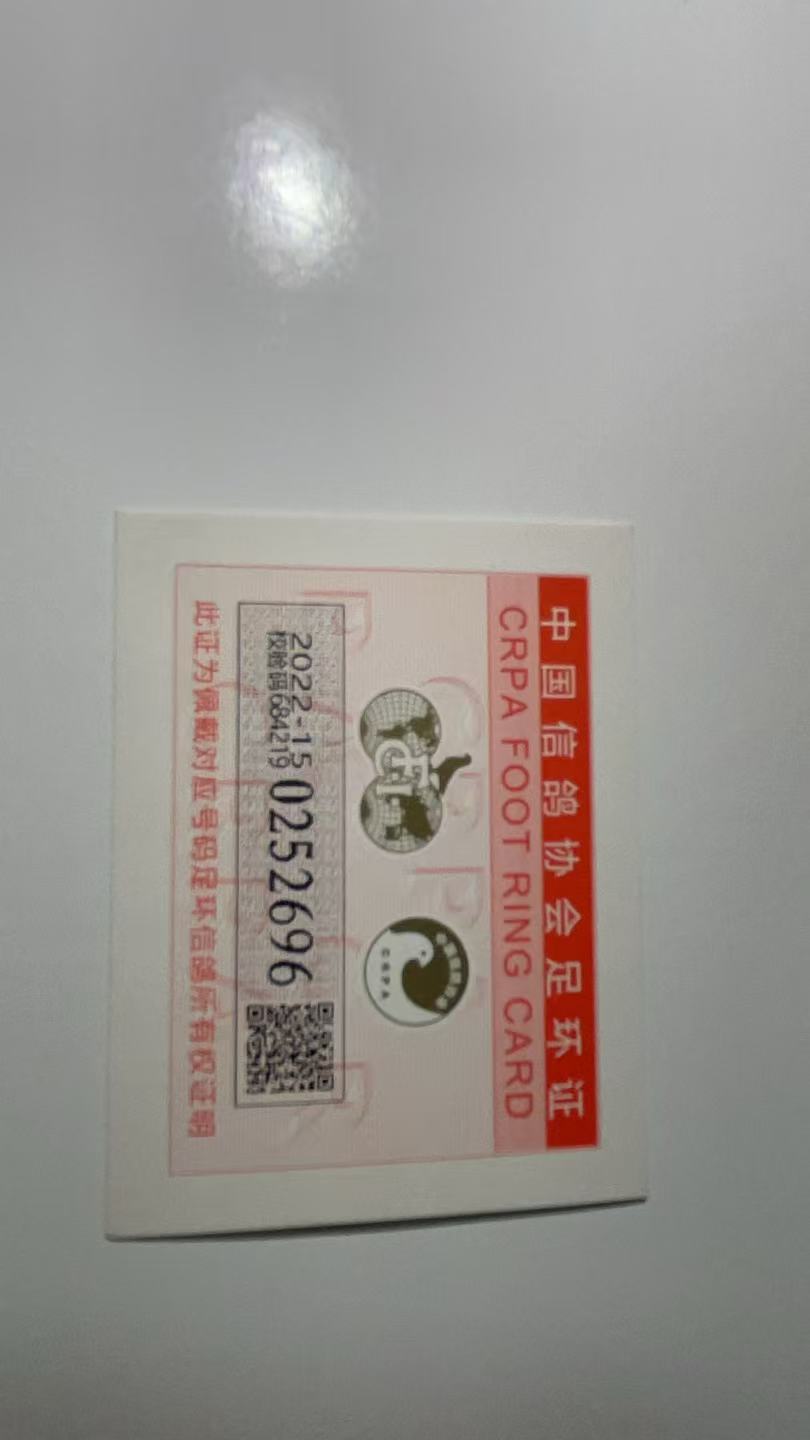 中国信鸽协会足环证
CRPA FOOT RING CARD
CRPA
2022-15 0252696
校验码684219
此证为佩戴对应号码足环信鸽所有权证明